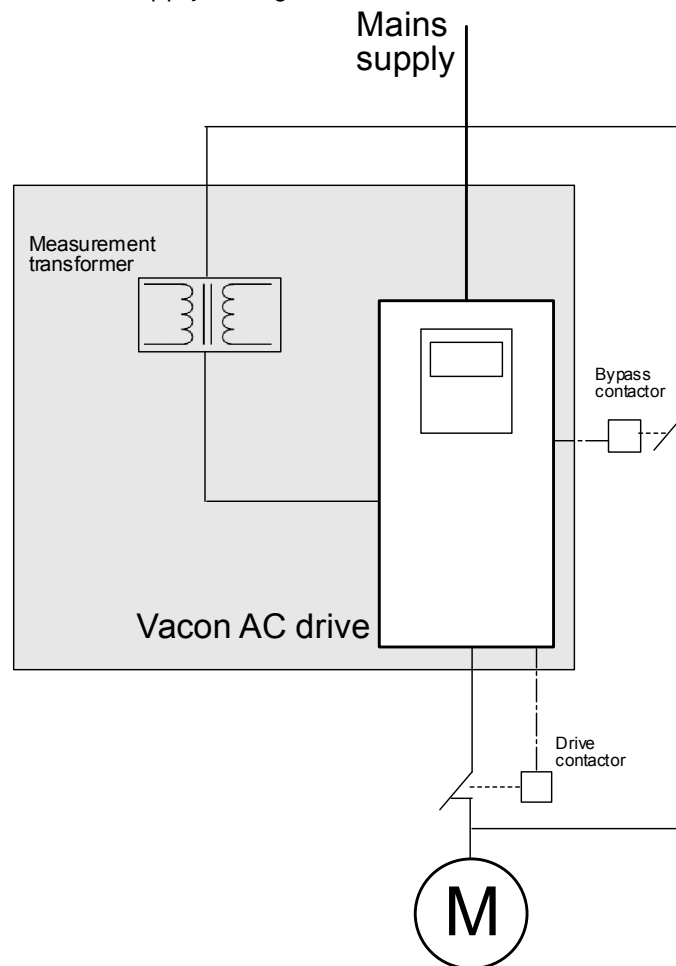 Mains
supply
Measurement
transformer
Bypass
contactor
Vacon AC drive
Drive
contactor
M